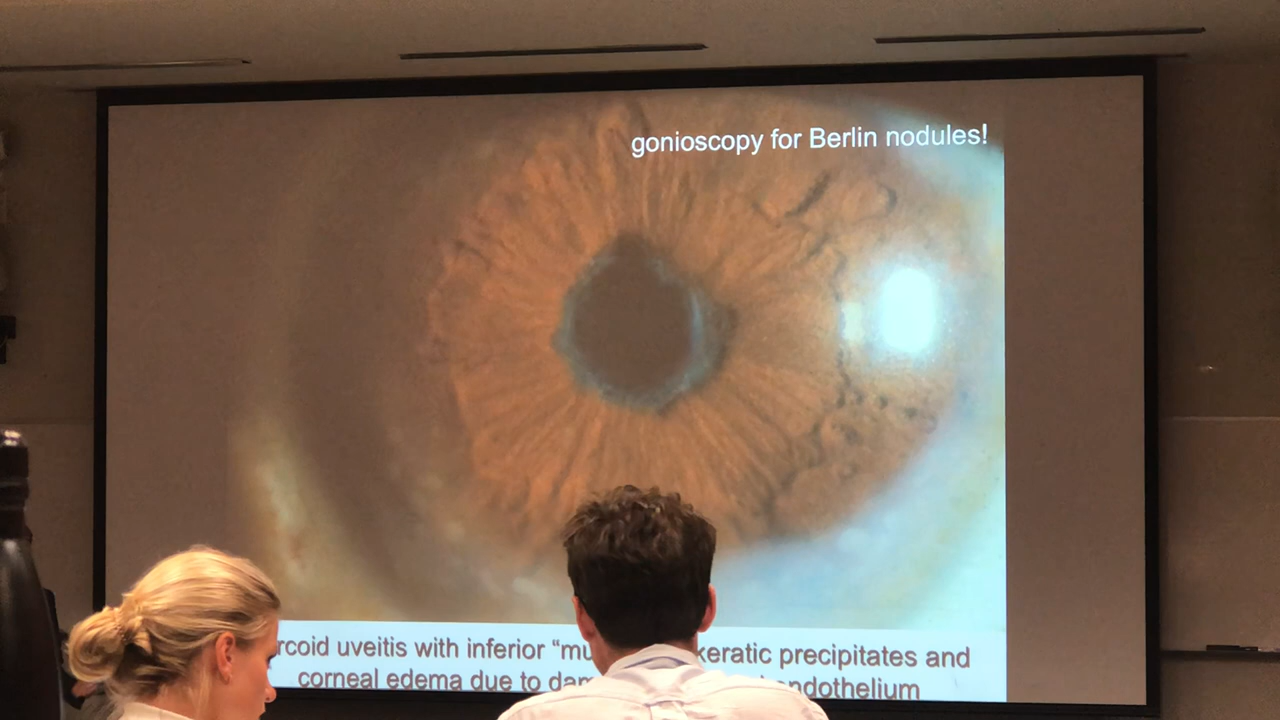 gonioscopy for Berlin nodules!
rcoid uveitis with inferior “mu keratic precipitates and
corneal edema due to dam ndothelium